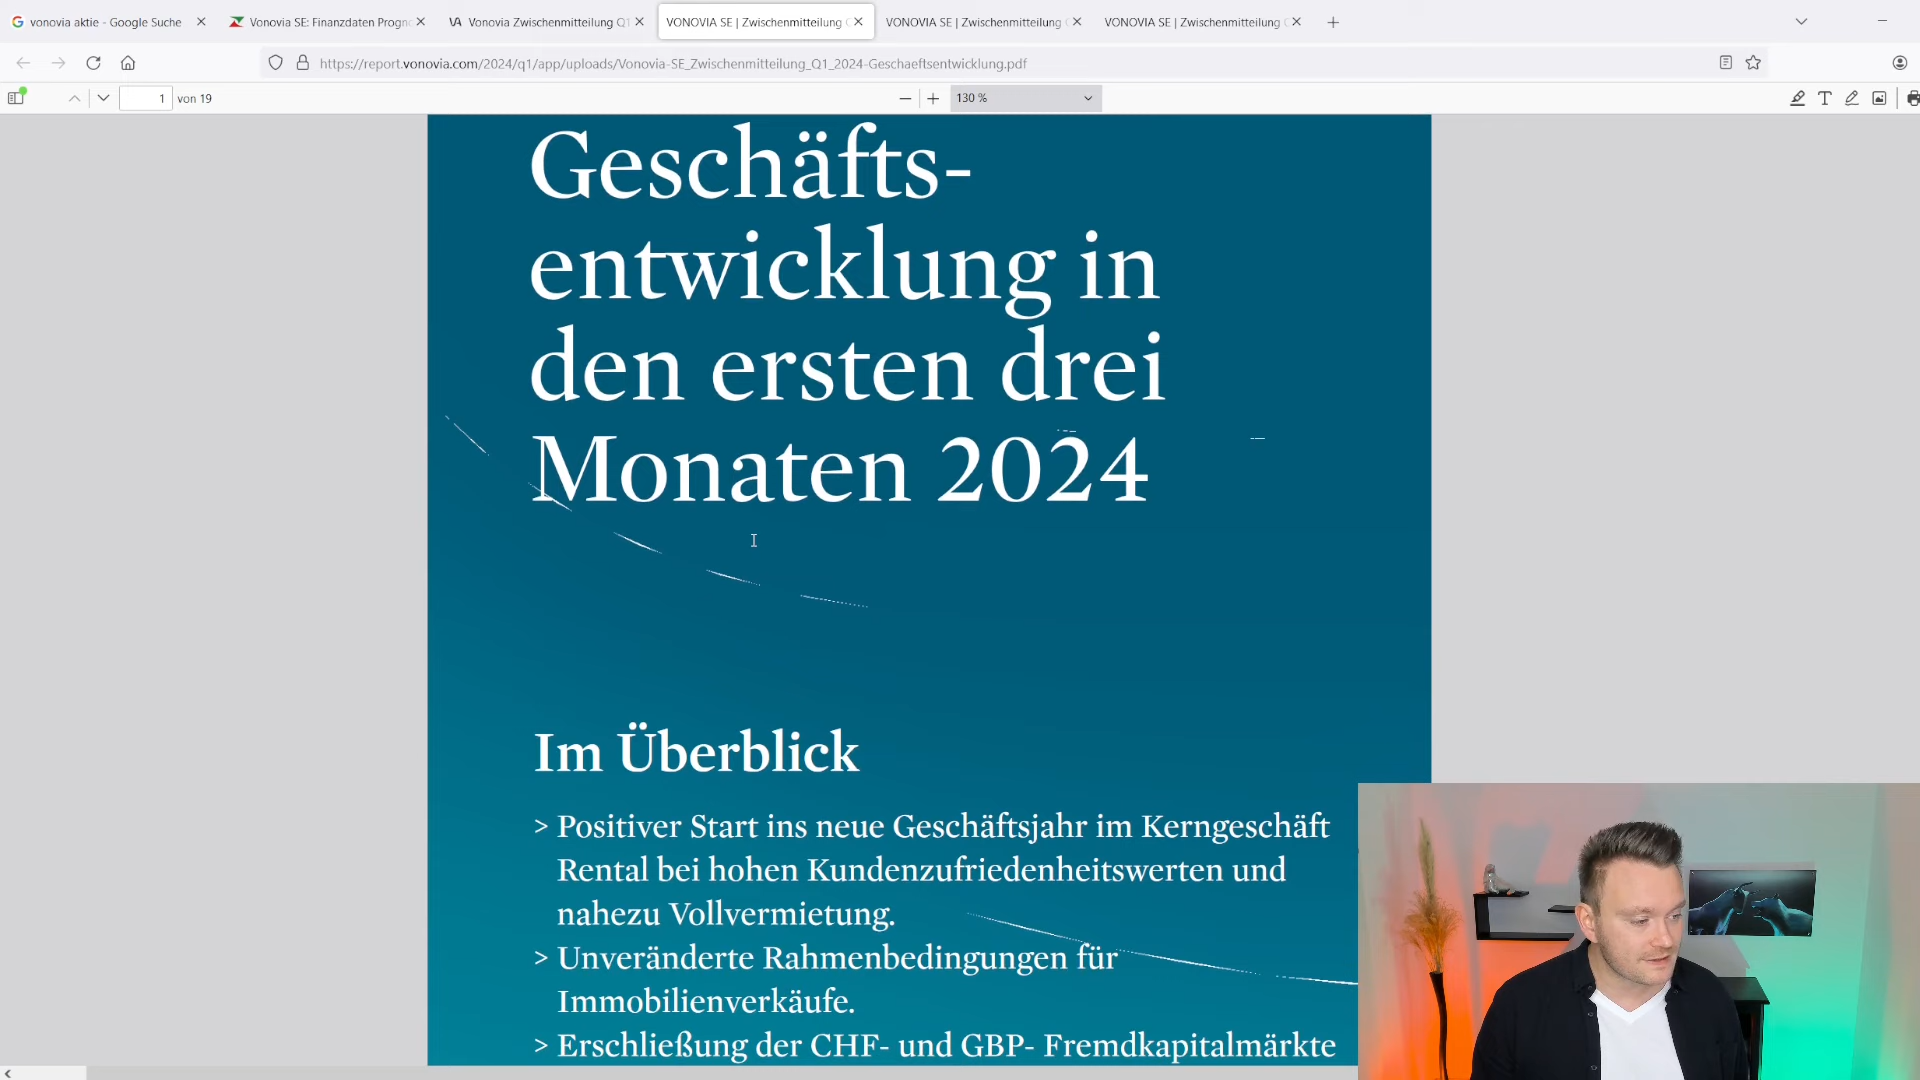 vonovia aktie - Google Suche
Vonovia SE: Finanzdaten Progn
VA Vonovia Zwischenmitteilung Q1
VONOVIA SE | Zwischenmitteilung
VONOVIA SE | Zwischenmitteilung
VONOVIA SE | Zwischenmitteilung
https://report.vonovia.com/2024/q1/app/uploads/Vonovia-SE_Zwischenmitteilung_Q1_2024-Geschaeftsentwicklung.pdf
1 von 19
130 %
Geschäfts-
entwicklung in
den ersten drei
Monaten 2024
Im Überblick
> Positiver Start ins neue Geschäftsjahr im Kerngeschäft
Rental bei hohen Kundenzufriedenheitswerten und
nahezu Vollvermietung.
> Unveränderte Rahmenbedingungen für
Immobilienverkäufe.
> Erschließung der CHF- und GBP- Fremdkapitalmärkte